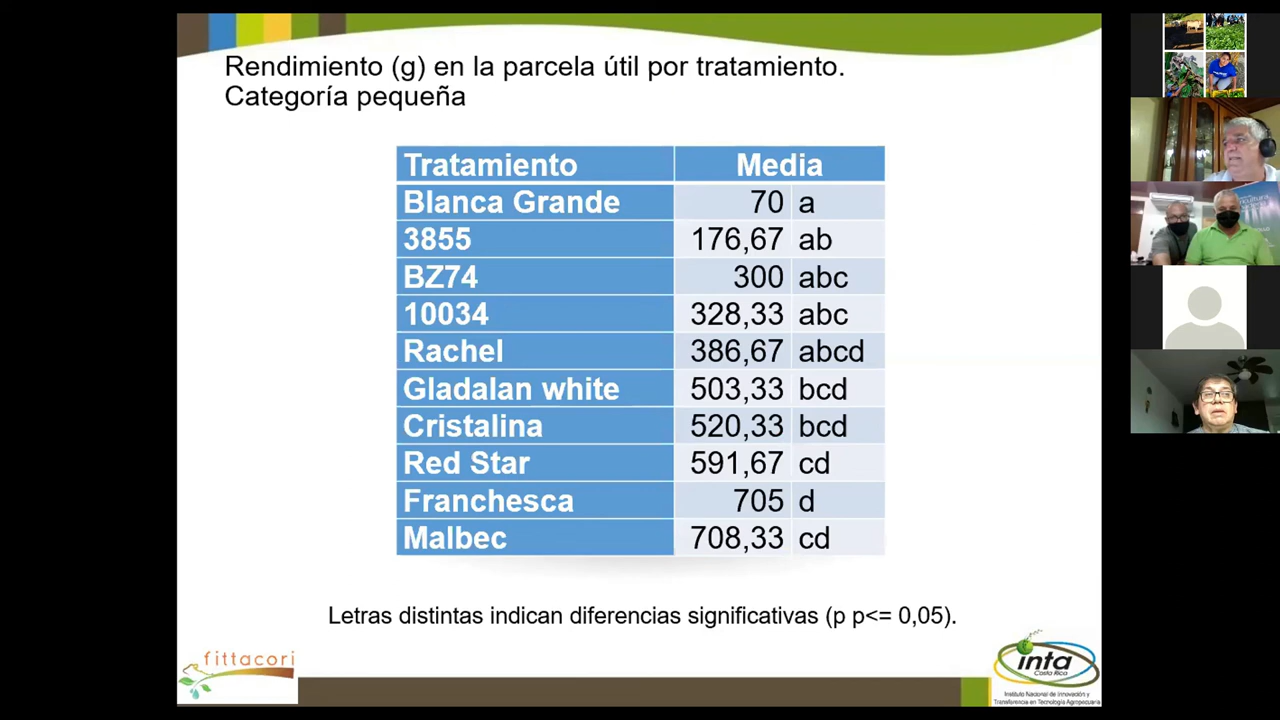 Rendimiento (g) en la parcela útil por tratamiento.
Categoría pequeña
Tratamiento Media
Blanca Grande 70 a
3855 176,67 ab
BZ74 300 abc
10034 328,33 abc
Rachel 386,67 abcd
Gladalan white 503,33 bcd
Cristalina 520,33 bcd
Red Star 591,67 cd
Franchesca 705 d
Malbec 708,33 cd
Letras distintas indican diferencias significativas (p p<= 0,05).
fittacori
inta
Costa Rica
Instituto Nacional de Innovación y
Transferencia en Tecnología Agropecuaria